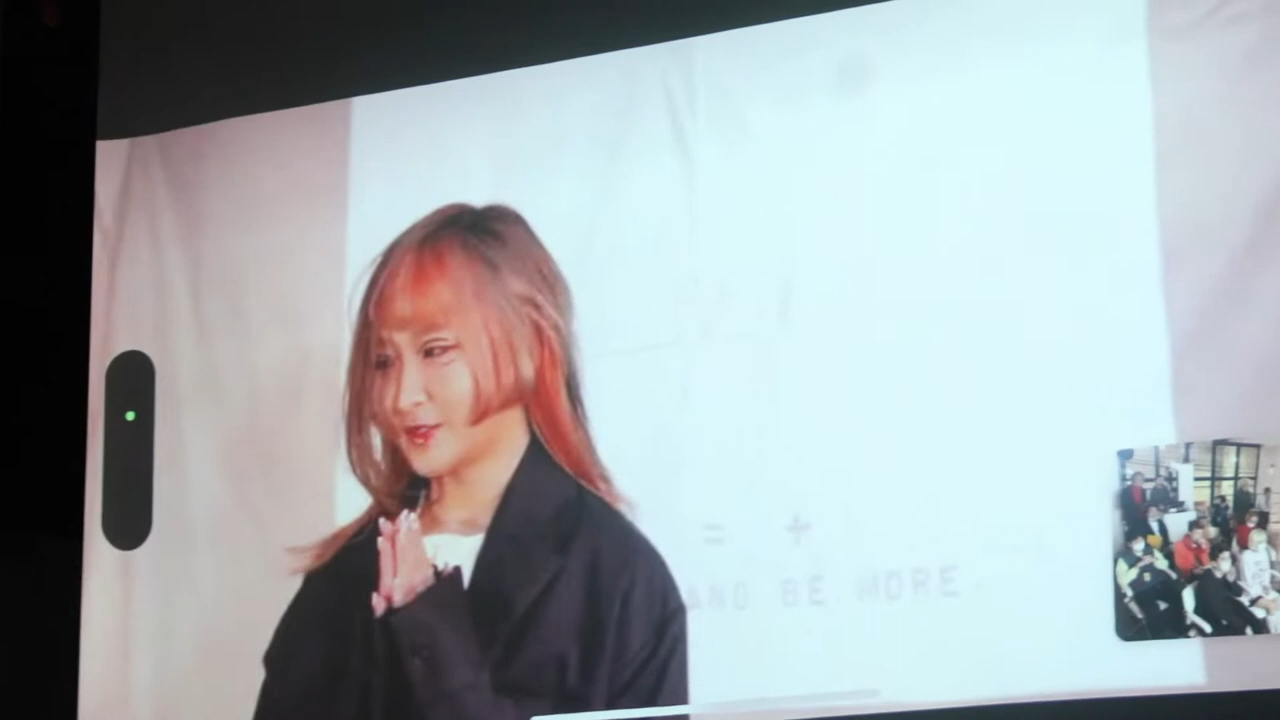 = +
AND BE MORE.